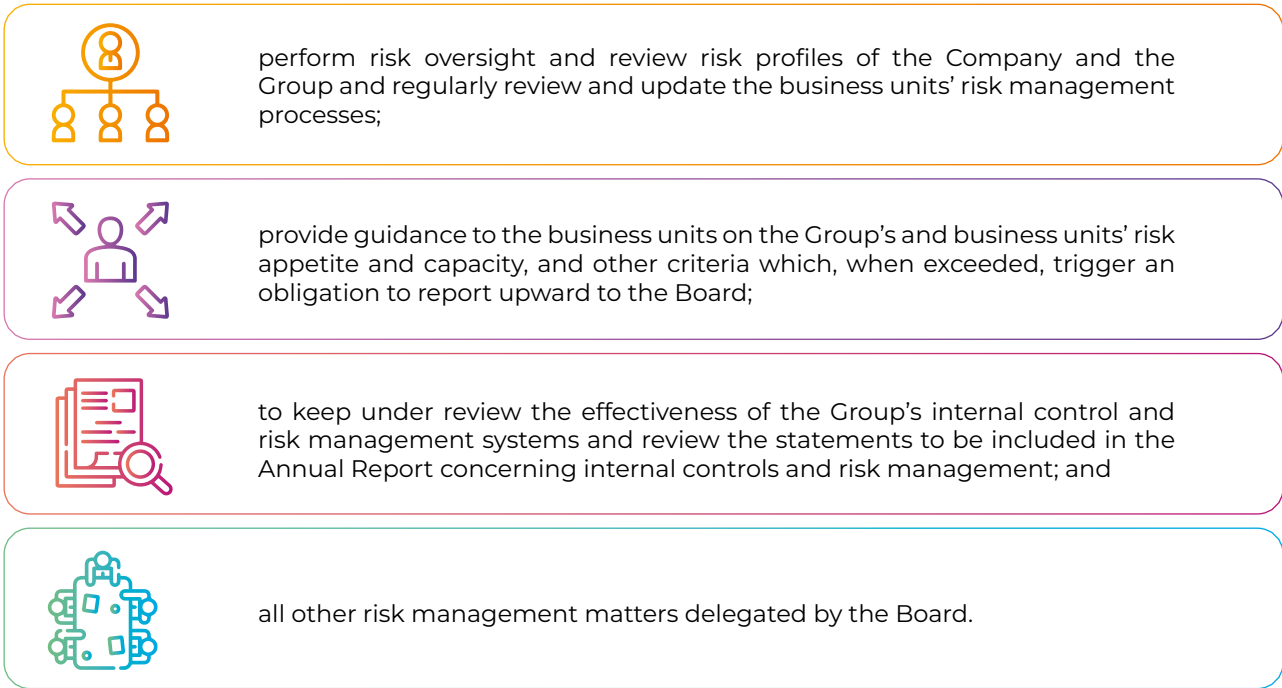 perform risk oversight and review risk profiles of the Company and the
Group and regularly review and update the business units’ risk management
processes;
provide guidance to the business units on the Group’s and business units’ risk
appetite and capacity, and other criteria which, when exceeded, trigger an
obligation to report upward to the Board;
to keep under review the effectiveness of the Group’s internal control and
risk management systems and review the statements to be included in the
Annual Report concerning internal controls and risk management; and
all other risk management matters delegated by the Board.